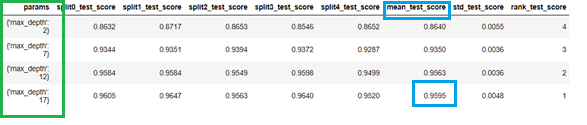 params split0_test_score split1_test_score split2_test_score split3_test_score split4_test_score mean_test_score std_test_score rank_test_score
{'max_depth': 2} 0.8632 0.8717 0.8653 0.8546 0.8652 0.8640 0.0055 4
{'max_depth': 7} 0.9344 0.9351 0.9394 0.9372 0.9287 0.9350 0.0036 3
{'max_depth': 12} 0.9584 0.9584 0.9549 0.9598 0.9499 0.9563 0.0036 2
{'max_depth': 17} 0.9605 0.9647 0.9563 0.9640 0.9520 0.9595 0.0048 1